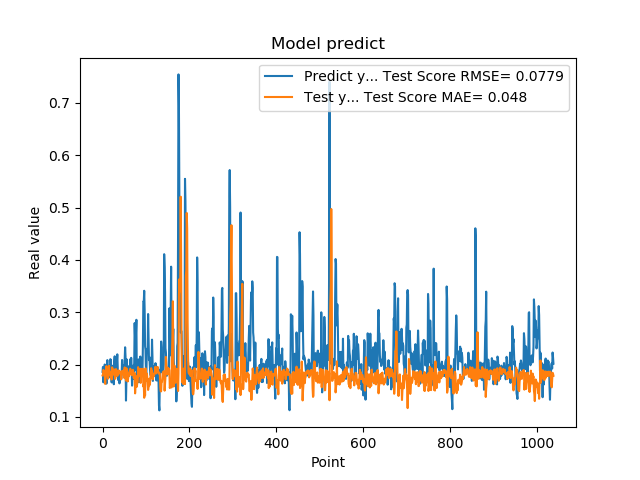 Model predict
Predict y... Test Score RMSE= 0.0779
Test y... Test Score MAE= 0.048
Real value
0.7
0.6
0.5
0.4
0.3
0.2
0.1
0 200 400 600 800 1000
Point